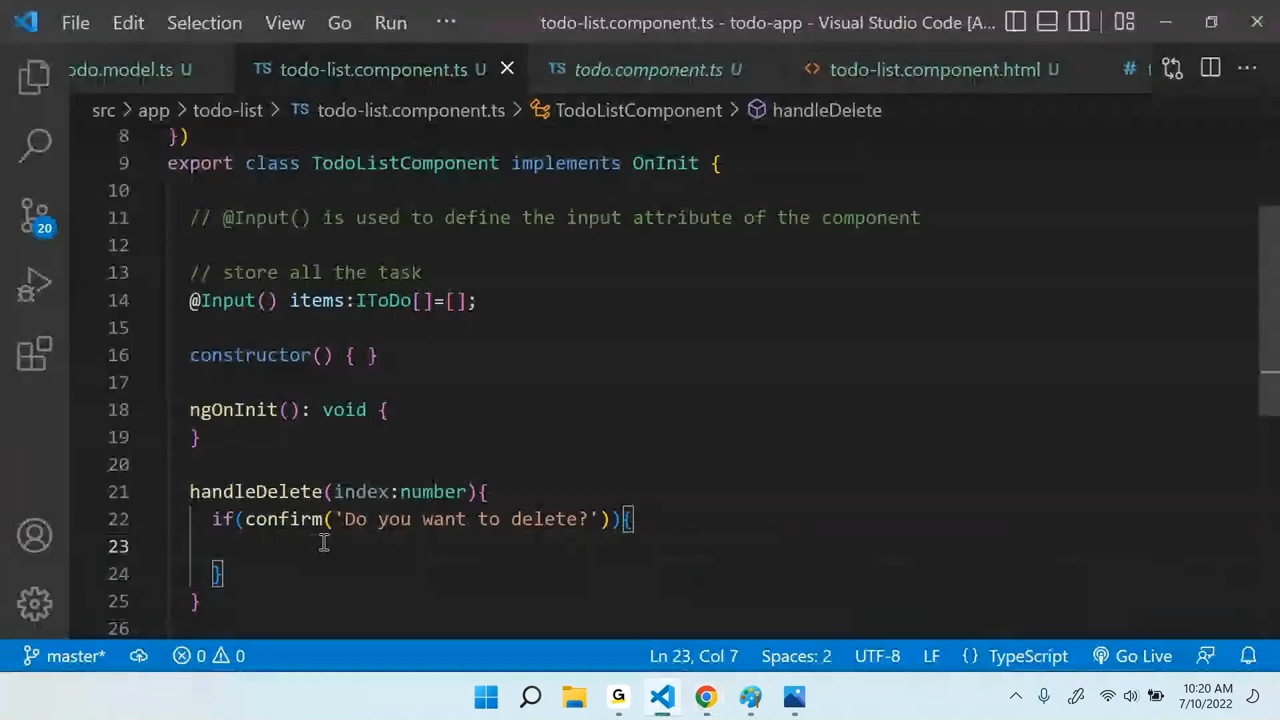 File Edit Selection View Go Run ··· todo-list.component.ts - todo-app - Visual Studio Code [A...
odo.model.ts U TS todo-list.component.ts U TS todo.component.ts U <> todo-list.component.html U # ···
src > app > todo-list > TS todo-list.component.ts > TodoListComponent > handleDelete
8 })
9 export class TodoListComponent implements OnInit {
10
11 // @Input() is used to define the input attribute of the component
12
13 // store all the task
14 @Input() items:IToDo[]=[];
15
16 constructor() { }
17
18 ngOnInit(): void {
19 }
20
21 handleDelete(index:number){
22 if(confirm('Do you want to delete?')){
23
24 }
25 }
26
20
master* 0 0 Ln 23, Col 7 Spaces: 2 UTF-8 LF {} TypeScript Go Live
G
10:20 AM
7/10/2022